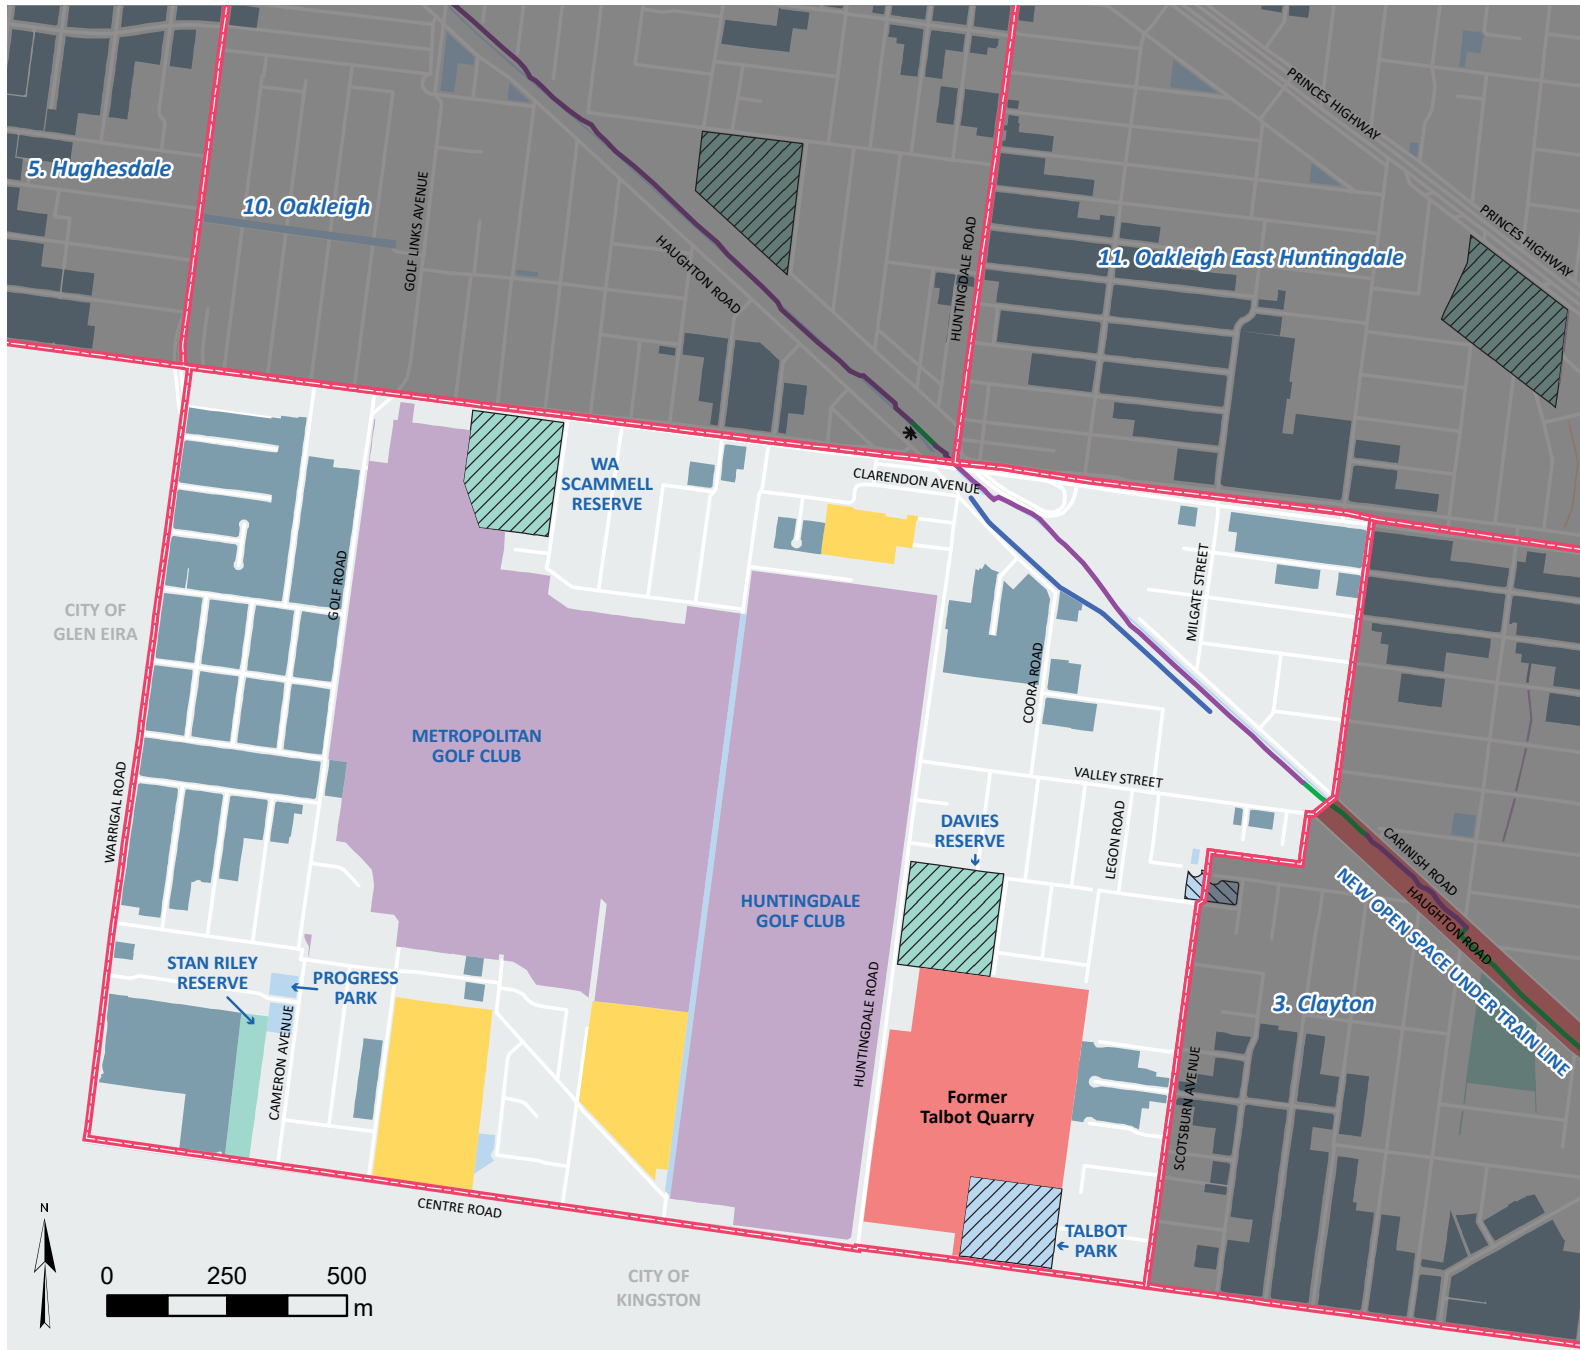 PRINCES HIGHWAY
5. Hughesdale
10. Oakleigh
GOLF LINKS AVENUE
HAUGHTON ROAD
HUNTINGDALE ROAD
11. Oakleigh East Huntingdale
PRINCES HIGHWAY
WA
SCAMMELL
RESERVE
CLARENDON AVENUE
GOLF ROAD
MILGATE STREET
CITY OF
GLEN EIRA
COORA ROAD
METROPOLITAN
GOLF CLUB
WARRIGAL ROAD
VALLEY STREET
LEGON ROAD
DAVIES
RESERVE
CARINISH ROAD
HAUGHTON ROAD
NEW OPEN SPACE UNDER TRAIN LINE
HUNTINGDALE
GOLF CLUB
STAN RILEY
RESERVE
PROGRESS
PARK
CAMERON AVENUE
HUNTINGDALE ROAD
3. Clayton
Former
Talbot Quarry
SCOTSBURN AVENUE
CENTRE ROAD
TALBOT
PARK
N
0 250 500
m
CITY OF
KINGSTON